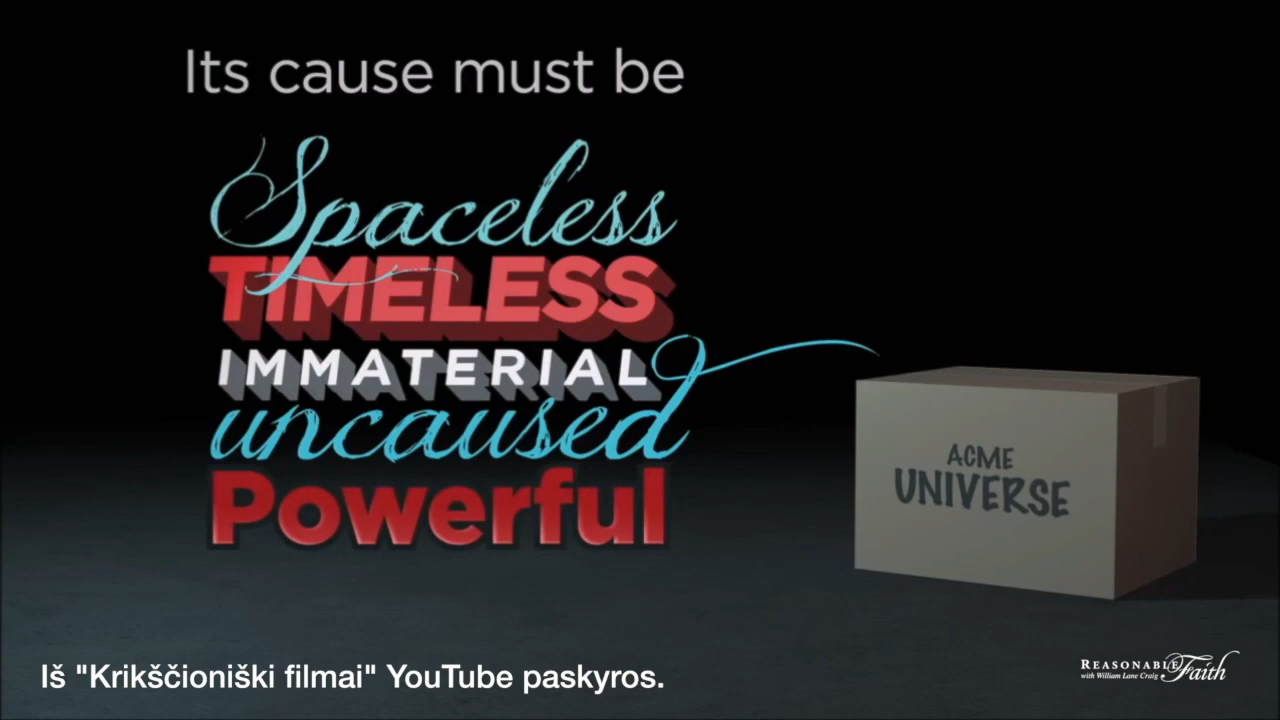 Its cause must be
Spaceless
TIMELESS
IMMATERIAL
uncaused
Powerful
ACME
UNIVERSE
Iš "Krikščioniški filmai" YouTube paskyros.
REASONABLE Faith
with William Lane Craig